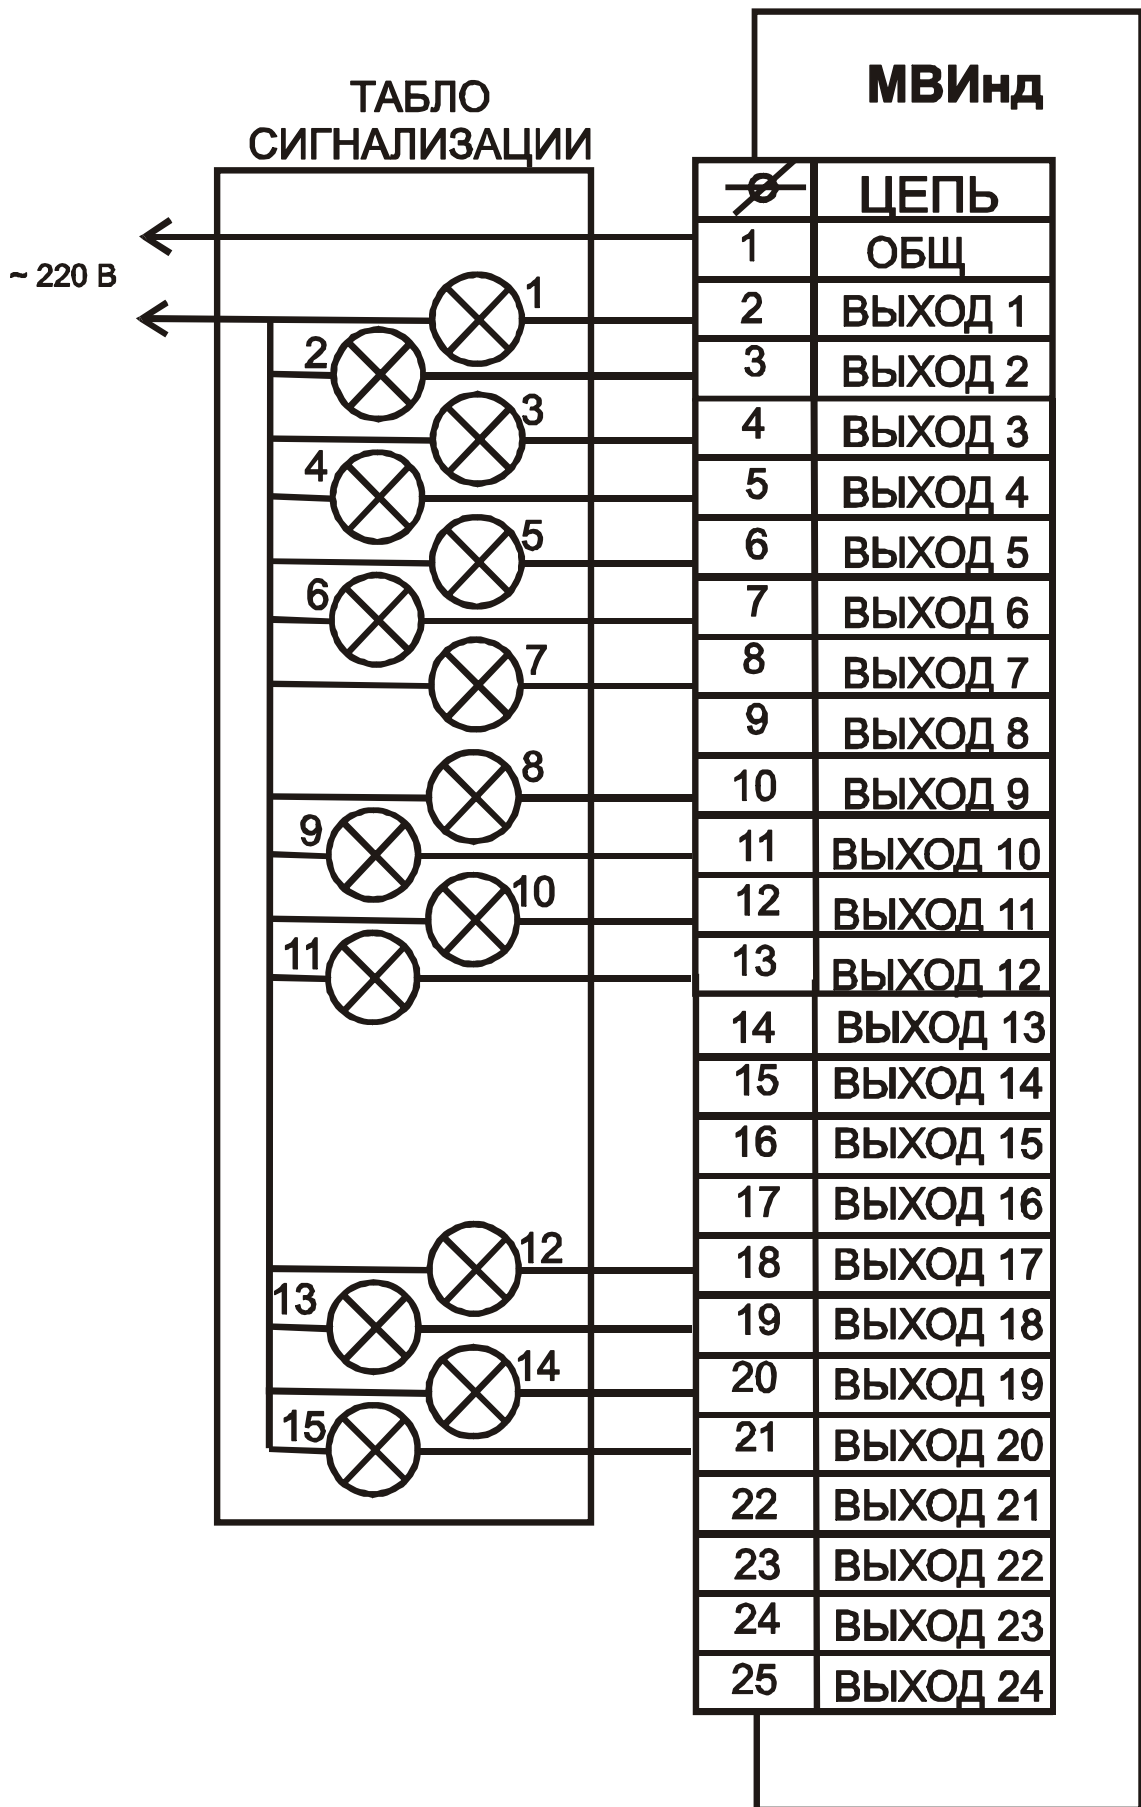 МВИнд
ТАБЛО
СИГНАЛИЗАЦИИ
~ 220 В
1
2
3
4
5
6
7
8
9
10
11
12
13
14
15
ЦЕПЬ
1 ОБЩ
2 ВЫХОД 1
3 ВЫХОД 2
4 ВЫХОД 3
5 ВЫХОД 4
6 ВЫХОД 5
7 ВЫХОД 6
8 ВЫХОД 7
9 ВЫХОД 8
10 ВЫХОД 9
11 ВЫХОД 10
12 ВЫХОД 11
13 ВЫХОД 12
14 ВЫХОД 13
15 ВЫХОД 14
16 ВЫХОД 15
17 ВЫХОД 16
18 ВЫХОД 17
19 ВЫХОД 18
20 ВЫХОД 19
21 ВЫХОД 20
22 ВЫХОД 21
23 ВЫХОД 22
24 ВЫХОД 23
25 ВЫХОД 24